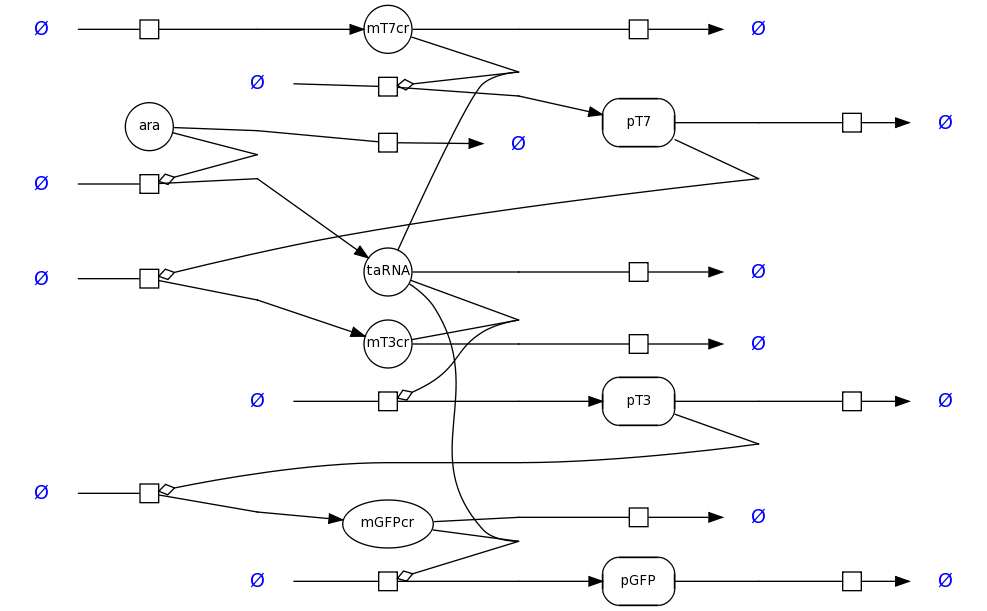 Ø mT7cr Ø
Ø
pT7 Ø
ara
Ø
Ø
taRNA Ø
Ø
mT3cr Ø
Ø pT3 Ø
Ø
mGFPcr Ø
Ø pGFP Ø